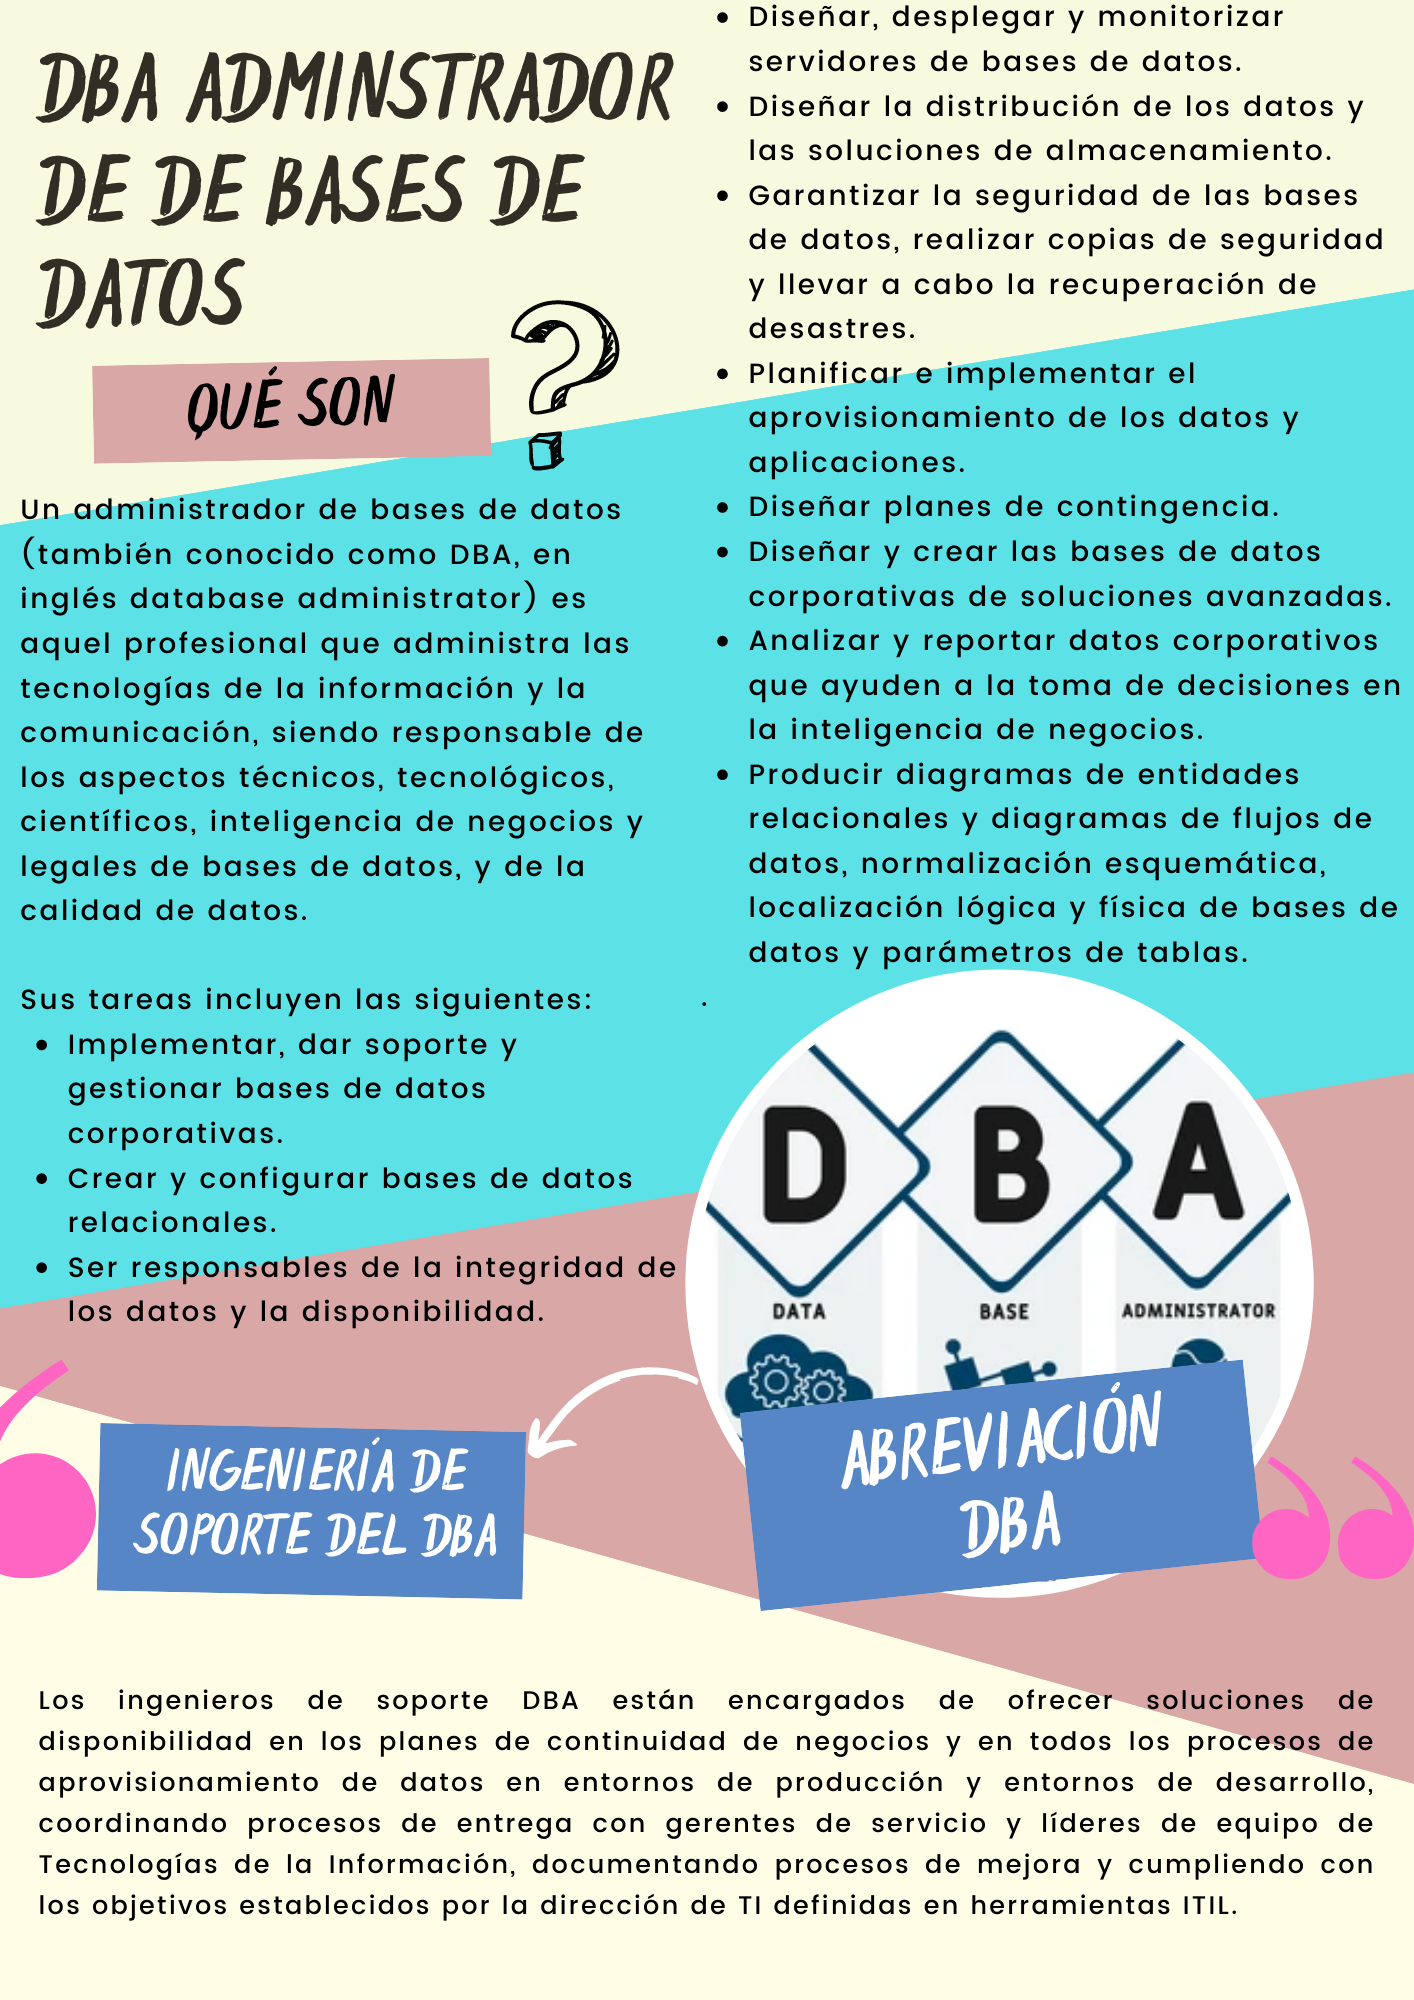 DBA ADMINSTRADOR
DE DE BASES DE
DATOS
?
QUÉ SON
Un administrador de bases de datos
(también conocido como DBA, en
inglés database administrator) es
aquel profesional que administra las
tecnologías de la información y la
comunicación, siendo responsable de
los aspectos técnicos, tecnológicos,
científicos, inteligencia de negocios y
legales de bases de datos, y de la
calidad de datos.
Sus tareas incluyen las siguientes:
• Implementar, dar soporte y
gestionar bases de datos
corporativas.
• Crear y configurar bases de datos
relacionales.
• Ser responsables de la integridad de
los datos y la disponibilidad.
• Diseñar, desplegar y monitorizar
servidores de bases de datos.
• Diseñar la distribución de los datos y
las soluciones de almacenamiento.
• Garantizar la seguridad de las bases
de datos, realizar copias de seguridad
y llevar a cabo la recuperación de
desastres.
• Planificar e implementar el
aprovisionamiento de los datos y
aplicaciones.
• Diseñar planes de contingencia.
• Diseñar y crear las bases de datos
corporativas de soluciones avanzadas.
• Analizar y reportar datos corporativos
que ayuden a la toma de decisiones en
la inteligencia de negocios.
• Producir diagramas de entidades
relacionales y diagramas de flujos de
datos, normalización esquemática,
localización lógica y física de bases de
datos y parámetros de tablas.
.
D B A
DATA BASE ADMINISTRATOR
ABREVIACIÓN
DBA
INGENIERÍA DE
SOPORTE DEL DBA
Los ingenieros de soporte DBA están encargados de ofrecer soluciones de
disponibilidad en los planes de continuidad de negocios y en todos los procesos de
aprovisionamiento de datos en entornos de producción y entornos de desarrollo,
coordinando procesos de entrega con gerentes de servicio y líderes de equipo de
Tecnologías de la Información, documentando procesos de mejora y cumpliendo con
los objetivos establecidos por la dirección de TI definidas en herramientas ITIL.